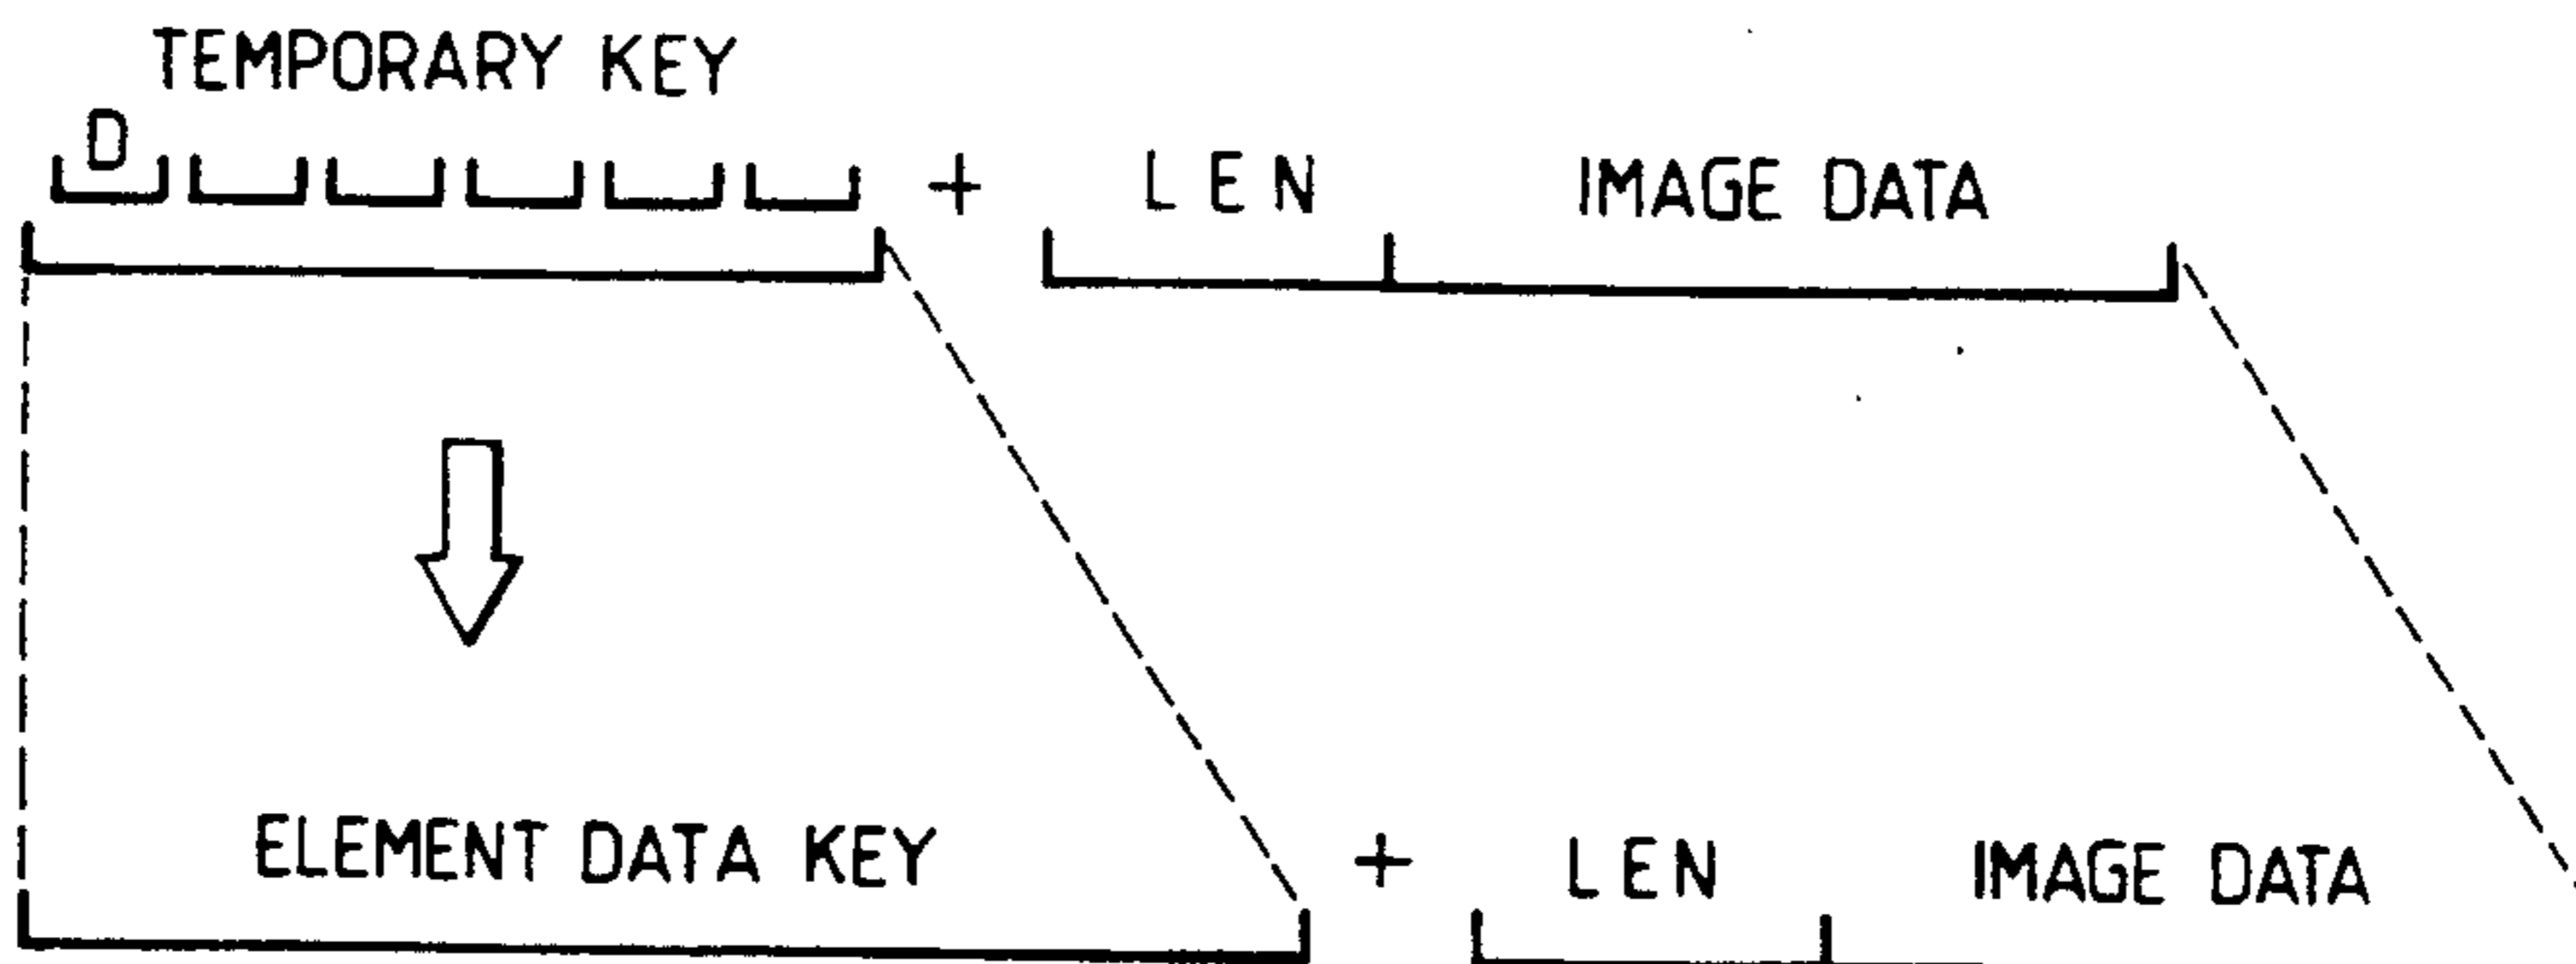 TEMPORARY KEY
D
+ LEN IMAGE DATA
ELEMENT DATA KEY + LEN IMAGE DATA